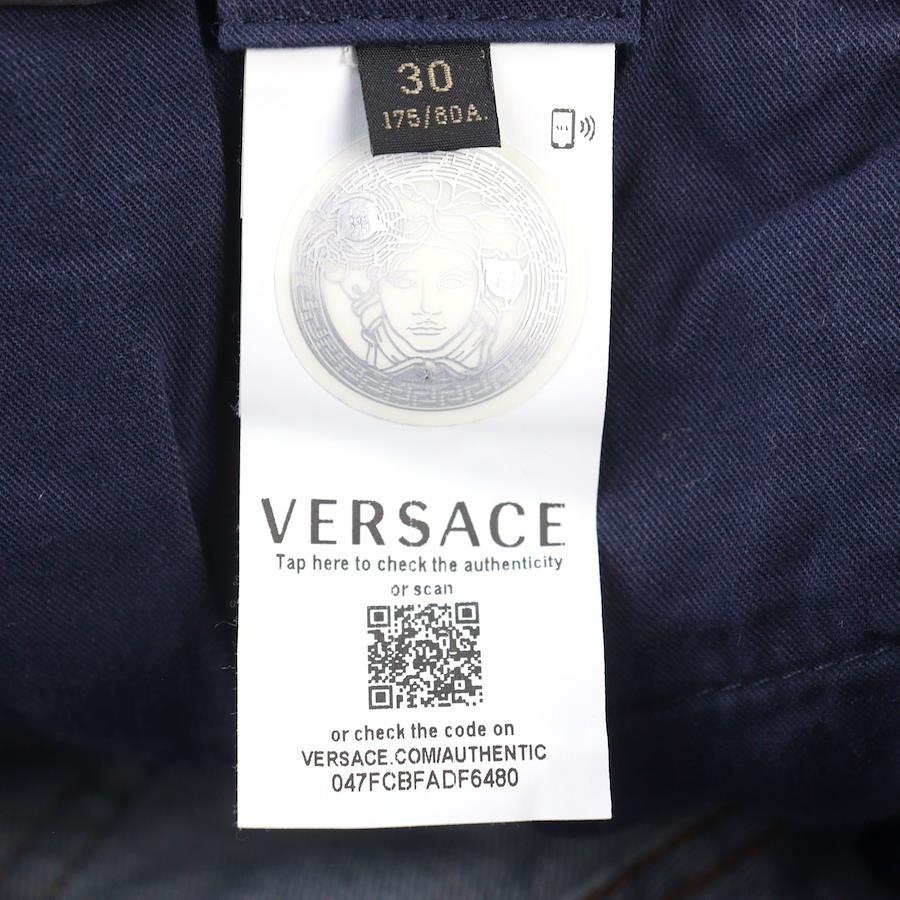 30
175/80A
VERSACE
Tap here to check the authenticity
or scan
or check the code on
VERSACE.COM/AUTHENTIC
047FCBFADF6480